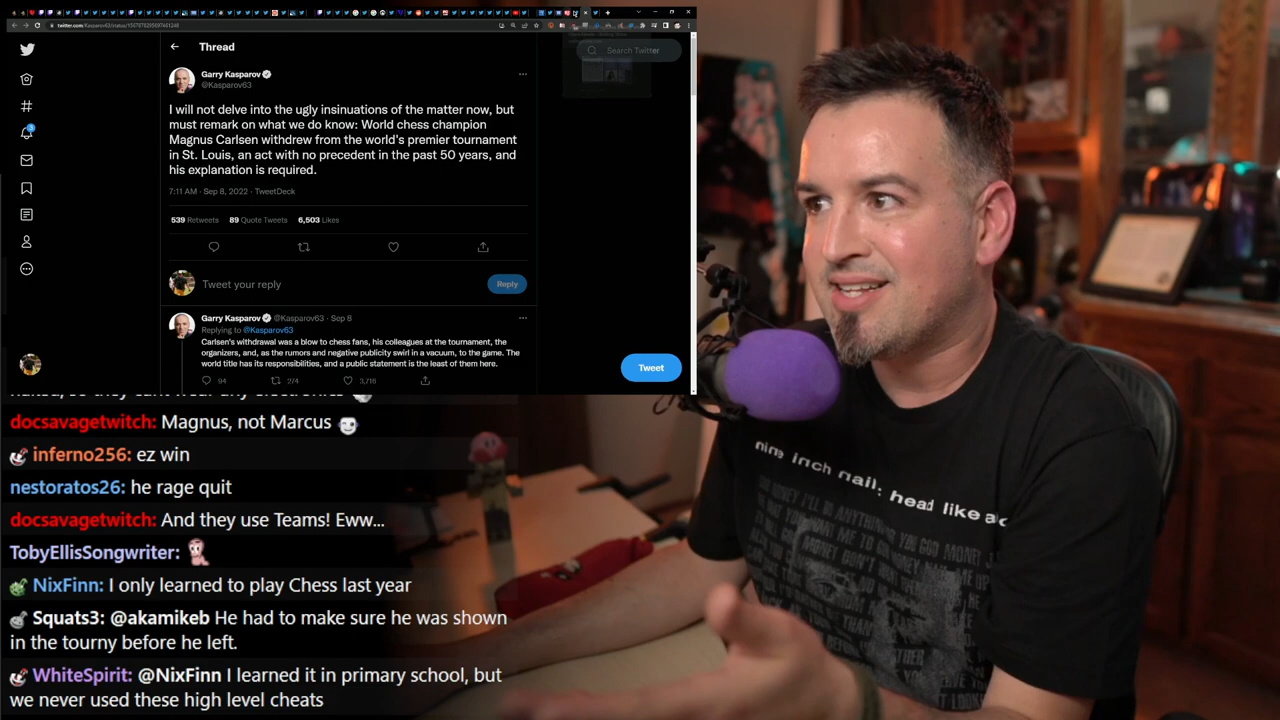 twitter.com/Kasparov63/status/
Thread
Search Twitter
Garry Kasparov
@Kasparov63
I will not delve into the ugly insinuations of the matter now, but
must remark on what we do know: World chess champion
Magnus Carlsen withdrew from the world's premier tournament
in St. Louis, an act with no precedent in the past 50 years, and
his explanation is required.
7:11 AM · Sep 8, 2022 · TweetDeck
539 Retweets 89 Quote Tweets 6,503 Likes
Tweet your reply
Reply
Garry Kasparov @Kasparov63 · Sep 8
Replying to @Kasparov63
Carlsen's withdrawal was a blow to chess fans, his colleagues at the tournament, the
organizers, and, as the rumors and negative publicity swirl in a vacuum, to the game. The
world title has its responsibilities, and a public statement is the least of them here.
94 274 3,716
Tweet
docsavagetwitch: Magnus, not Marcus
inferno256: ez win
nestoratos26: he rage quit
docsavagetwitch: And they use Teams! Eww...
TobyEllisSongwriter:
NixFinn: I only learned to play Chess last year
Squats3: @akamikeb He had to make sure he was shown
in the tourny before he left.
WhiteSpirit: @NixFinn I learned it in primary school, but
we never used these high level cheats
nine inch nails: head like a